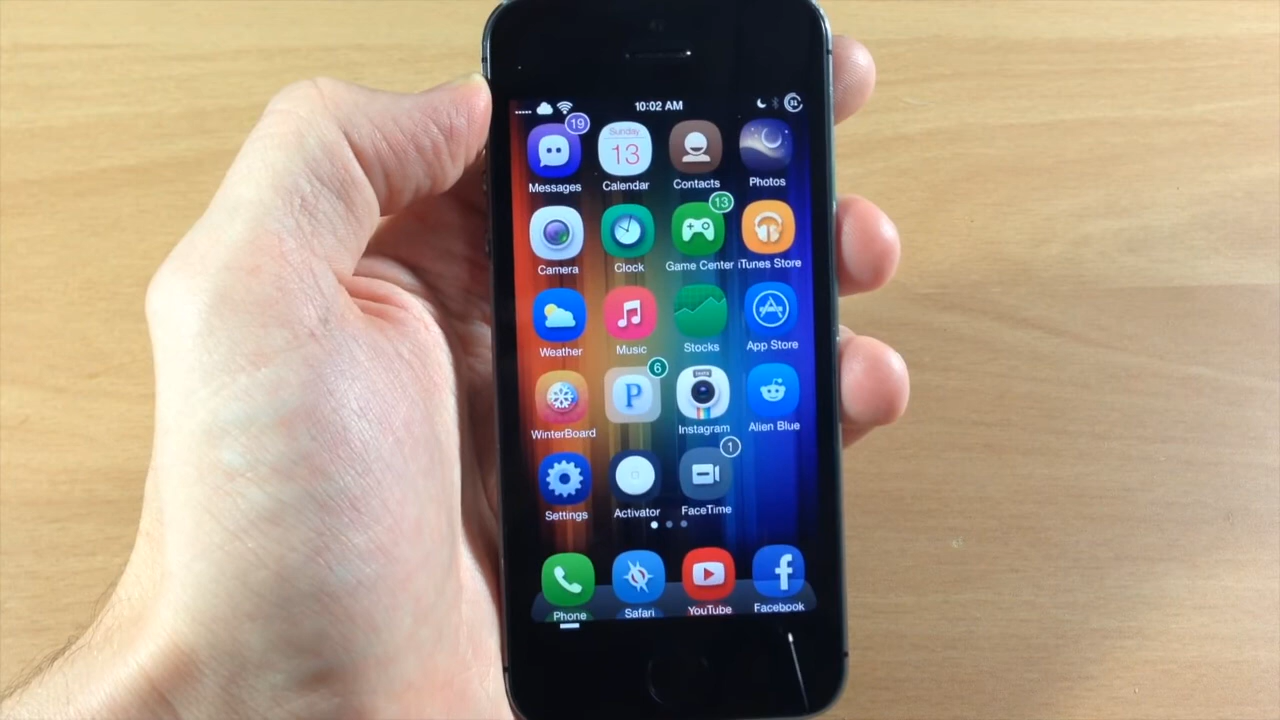 10:02 AM
31
19
Sunday
13
Messages
Calendar
Contacts
Photos
13
Camera
Clock
Game Center
iTunes Store
Weather
Music
Stocks
App Store
6
P
WinterBoard
Instagram
Alien Blue
1
Settings
Activator
FaceTime
f
Phone
Safari
YouTube
Facebook